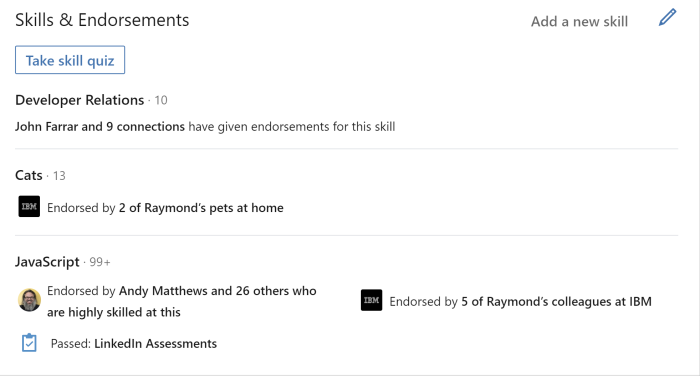 Skills & Endorsements
Add a new skill
Take skill quiz
Developer Relations · 10
John Farrar and 9 connections have given endorsements for this skill
Cats · 13
IBM
Endorsed by 2 of Raymond's pets at home
JavaScript · 99+
Endorsed by Andy Matthews and 26 others who
are highly skilled at this
IBM
Endorsed by 5 of Raymond's colleagues at IBM
Passed: LinkedIn Assessments